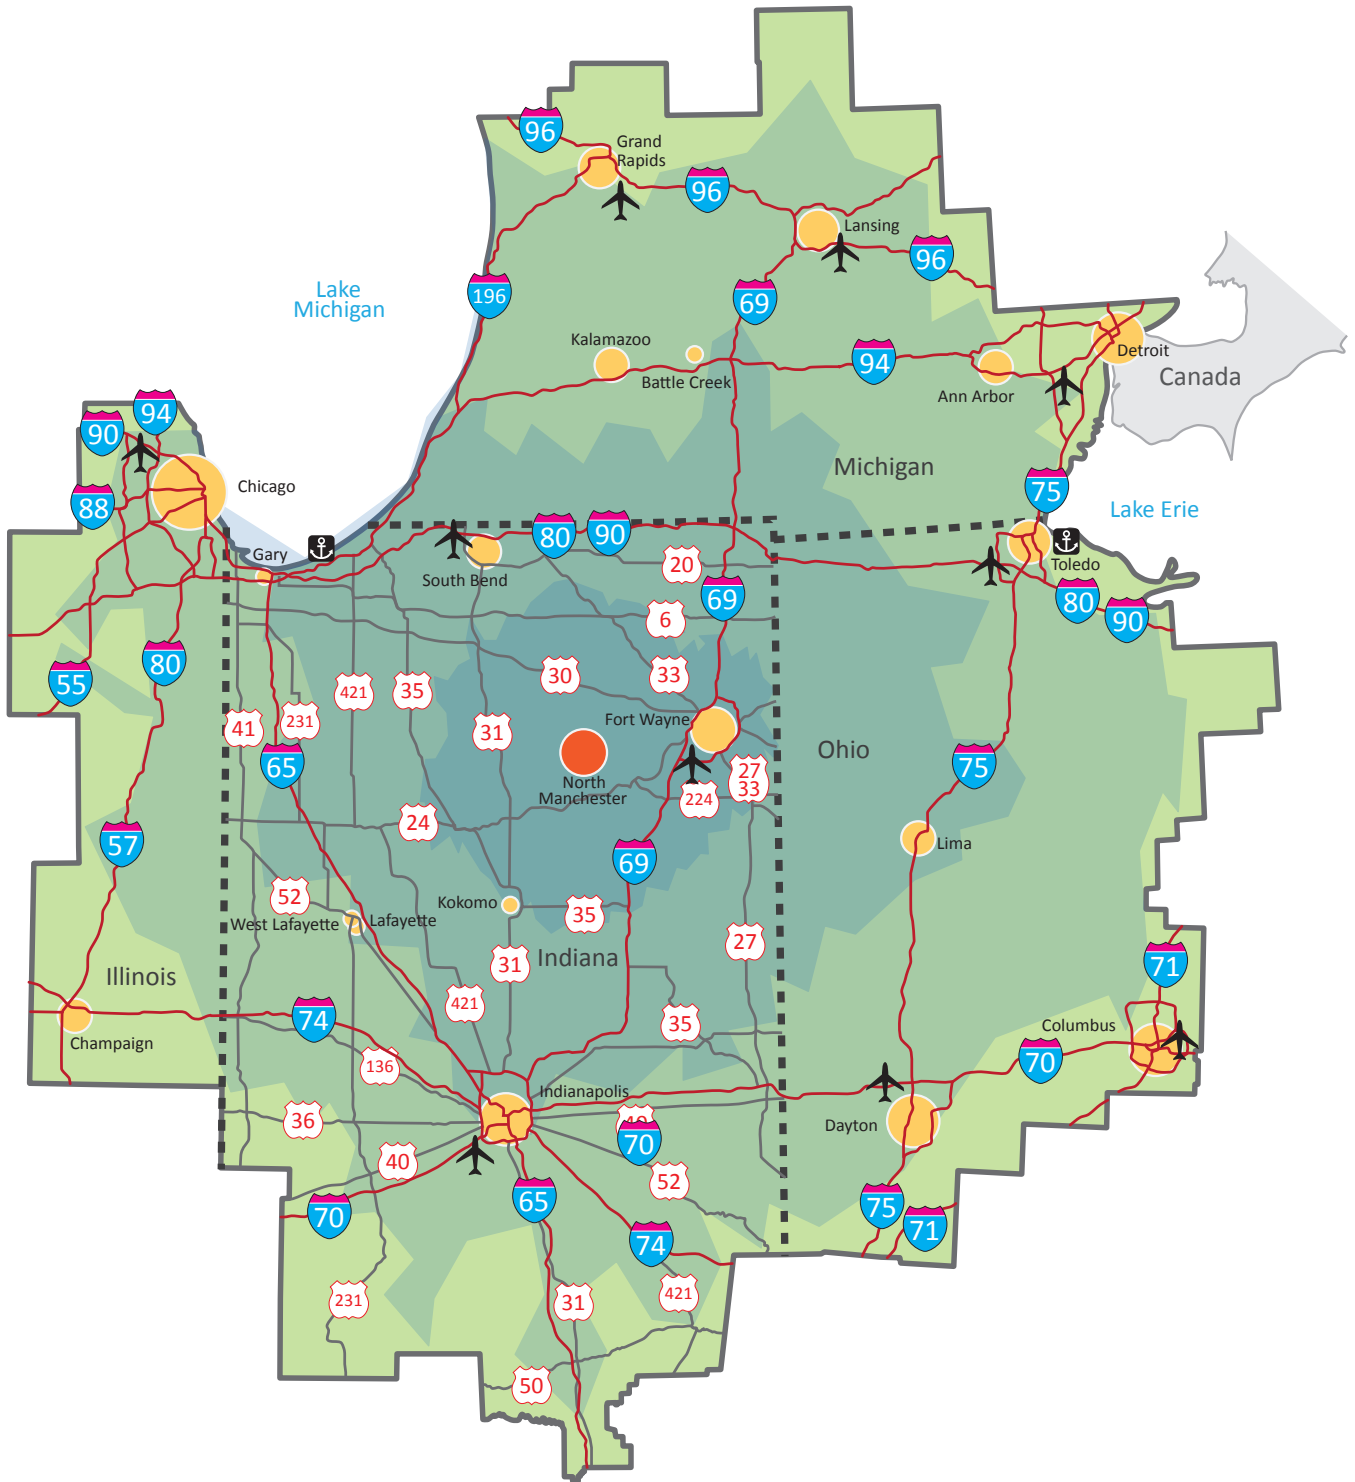 96
Grand
Rapids
96
Lansing
96
Lake
Michigan
196
69
Kalamazoo
94
Detroit
Battle Creek
Canada
Ann Arbor
94
90
Michigan
Chicago
75
88
Lake Erie
80
90
Gary
Toledo
20
South Bend
69
80
90
6
80
30
33
55
421
35
41
231
31
Fort Wayne
Ohio
65
27
33
75
North
Manchester
224
24
57
Lima
69
52
Kokomo
35
West Lafayette
Lafayette
27
Indiana
31
71
Illinois
421
74
35
Columbus
Champaign
136
70
Indianapolis
36
70
Dayton
40
52
65
75
70
71
74
231
31
421
50